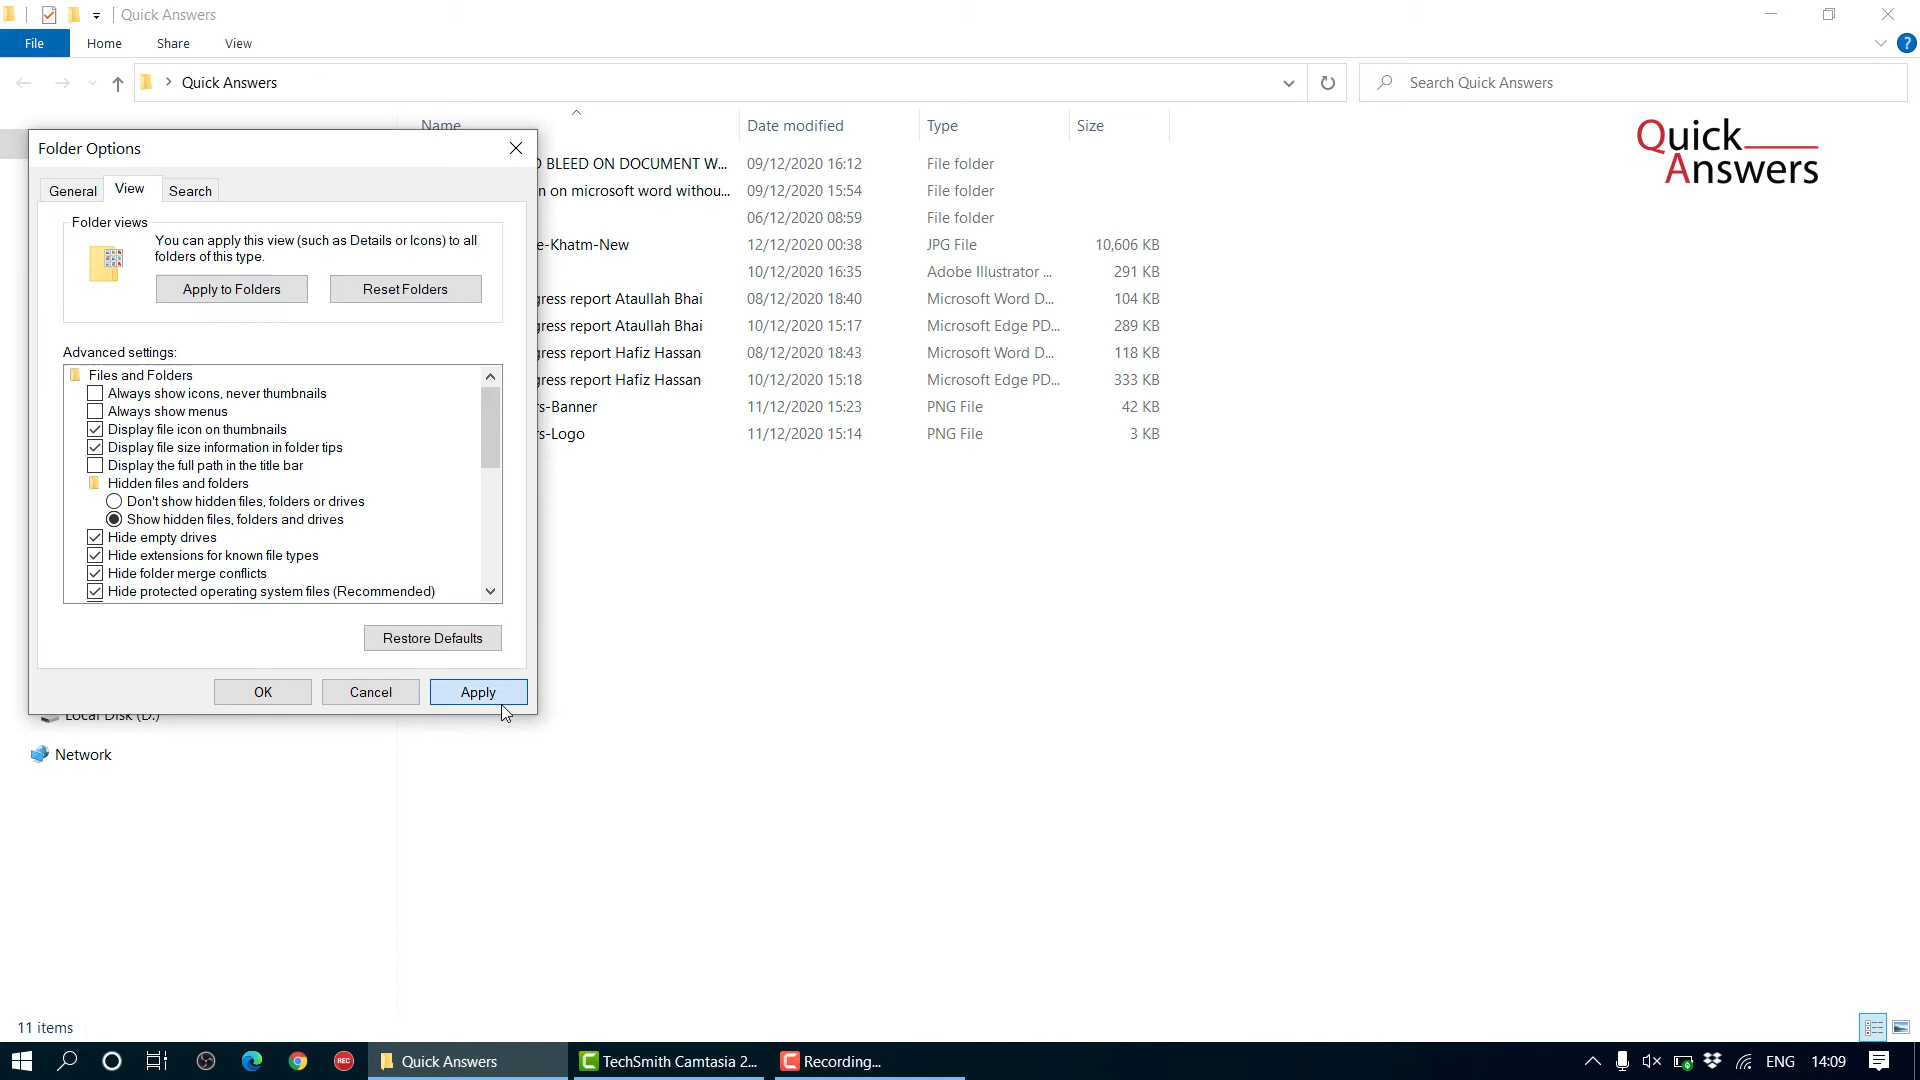 Quick Answers
File Home Share View
Quick Answers
Search Quick Answers
Name Date modified Type Size
Quick
Answers
Folder Options
General View Search
Folder views
You can apply this view (such as Details or Icons) to all
folders of this type.
Apply to Folders Reset Folders
Advanced settings:
Files and Folders
Always show icons, never thumbnails
Always show menus
Display file icon on thumbnails
Display file size information in folder tips
Display the full path in the title bar
Hidden files and folders
Don't show hidden files, folders or drives
Show hidden files, folders and drives
Hide empty drives
Hide extensions for known file types
Hide folder merge conflicts
Hide protected operating system files (Recommended)
Restore Defaults
OK Cancel Apply
BLEED ON DOCUMENT W... 09/12/2020 16:12 File folder
n on microsoft word withou... 09/12/2020 15:54 File folder
06/12/2020 08:59 File folder
e-Khatm-New 12/12/2020 00:38 JPG File 10,606 KB
10/12/2020 16:35 Adobe Illustrator ... 291 KB
gress report Ataullah Bhai 08/12/2020 18:40 Microsoft Word D... 104 KB
gress report Ataullah Bhai 10/12/2020 15:17 Microsoft Edge PD... 289 KB
gress report Hafiz Hassan 08/12/2020 18:43 Microsoft Word D... 118 KB
gress report Hafiz Hassan 10/12/2020 15:18 Microsoft Edge PD... 333 KB
rs-Banner 11/12/2020 15:23 PNG File 42 KB
rs-Logo 11/12/2020 15:14 PNG File 3 KB
Local Disk (D:)
Network
11 items
REC Quick Answers TechSmith Camtasia 2... Recording... ENG 14:09